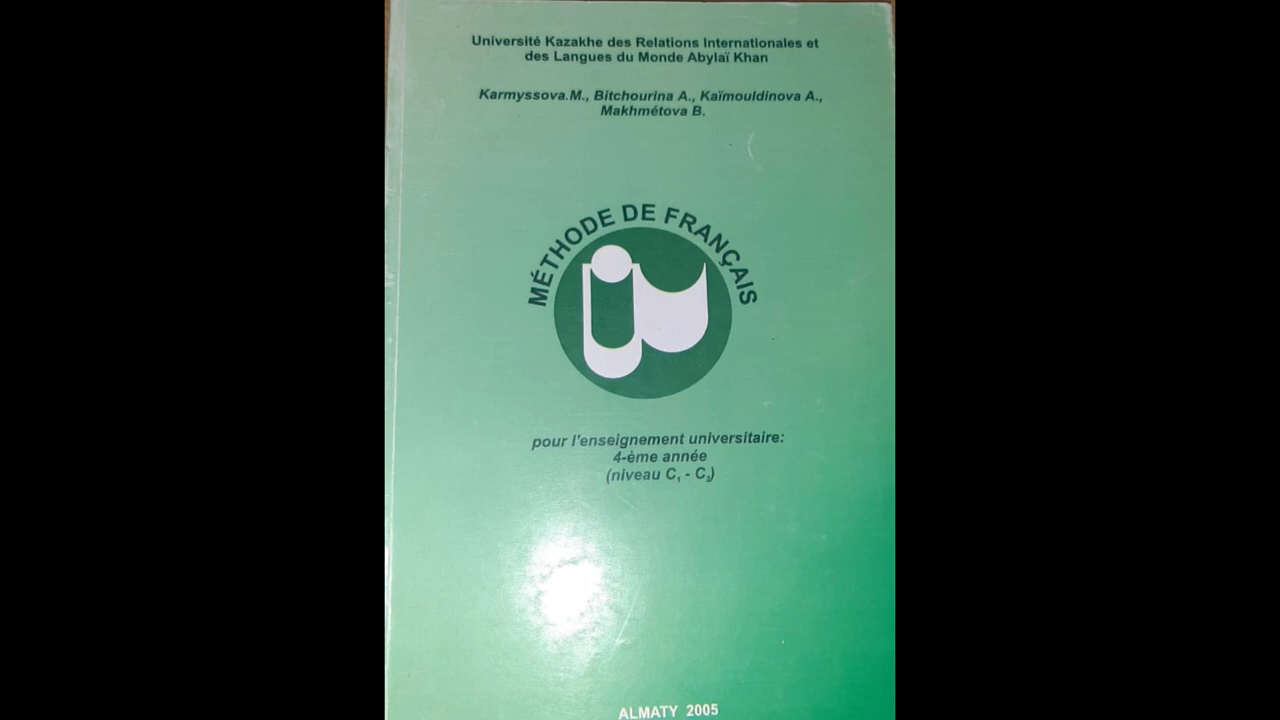 Université Kazakhe des Relations Internationales et
des Langues du Monde Abylaï Khan
Karmyssova.M., Bitchourina A., Kaïmouldinova A.,
Makhmétova B.
MÉTHODE DE FRANÇAIS
pour l'enseignement universitaire:
4-ème année
(niveau C₁ - C₂)
ALMATY 2005